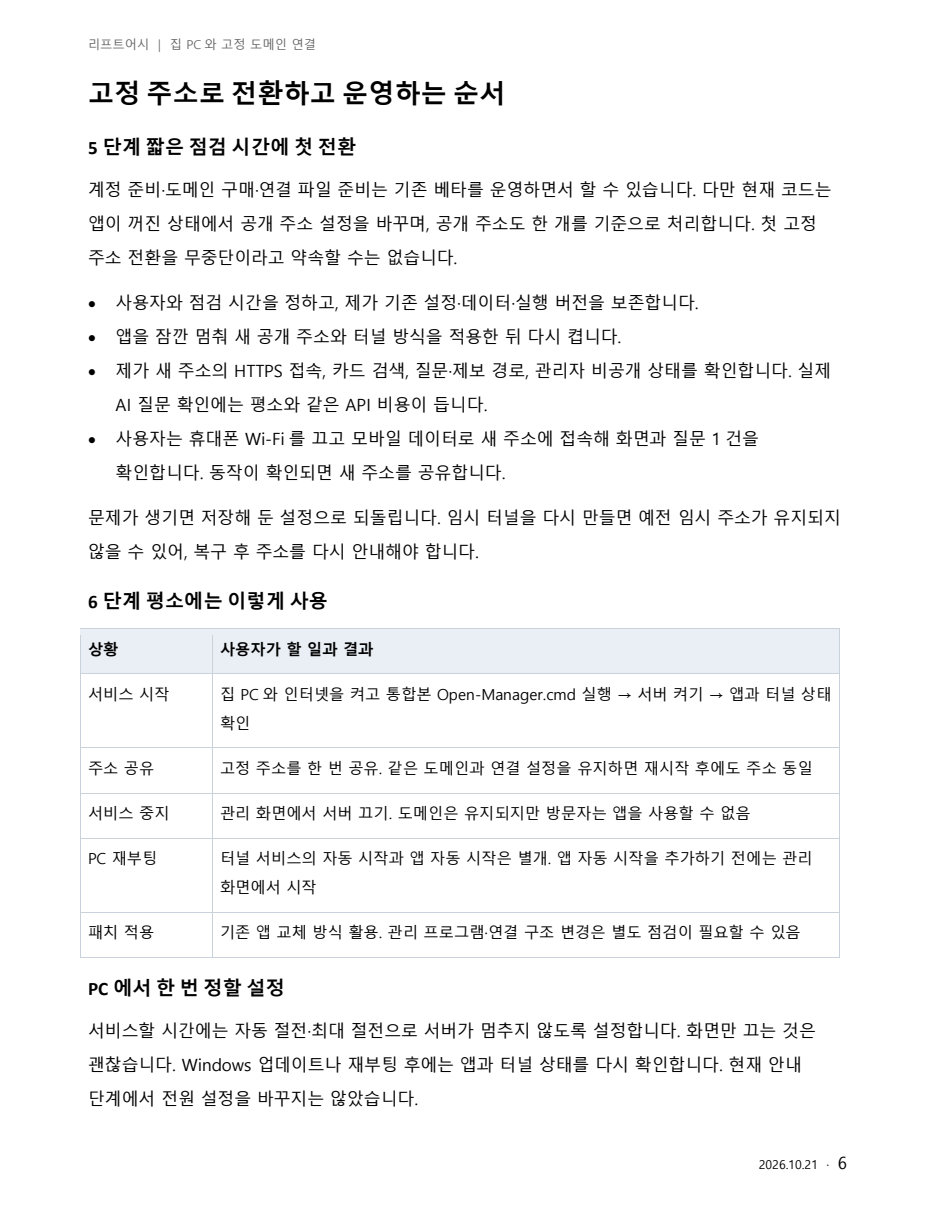 리프트어시 | 집 PC와 고정 도메인 연결
고정 주소로 전환하고 운영하는 순서
5단계 짧은 점검 시간에 첫 전환
계정 준비·도메인 구매·연결 파일 준비는 기존 베타를 운영하면서 할 수 있습니다. 다만 현재 코드는
앱이 꺼진 상태에서 공개 주소 설정을 바꾸며, 공개 주소도 한 개를 기준으로 처리합니다. 첫 고정
주소 전환을 무중단이라고 약속할 수는 없습니다.
• 사용자와 점검 시간을 정하고, 제가 기존 설정·데이터·실행 버전을 보존합니다.
• 앱을 잠깐 멈춰 새 공개 주소와 터널 방식을 적용한 뒤 다시 켭니다.
• 제가 새 주소의 HTTPS 접속, 카드 검색, 질문·제보 경로, 관리자 비공개 상태를 확인합니다. 실제
AI 질문 확인에는 평소와 같은 API 비용이 듭니다.
• 사용자는 휴대폰 Wi-Fi를 끄고 모바일 데이터로 새 주소에 접속해 화면과 질문 1건을
확인합니다. 동작이 확인되면 새 주소를 공유합니다.
문제가 생기면 저장해 둔 설정으로 되돌립니다. 임시 터널을 다시 만들면 예전 임시 주소가 유지되지
않을 수 있어, 복구 후 주소를 다시 안내해야 합니다.
6단계 평소에는 이렇게 사용
상황 사용자가 할 일과 결과
서비스 시작 집 PC와 인터넷을 켜고 통합본 Open-Manager.cmd 실행 → 서버 켜기 → 앱과 터널 상태
확인
주소 공유 고정 주소를 한 번 공유. 같은 도메인과 연결 설정을 유지하면 재시작 후에도 주소 동일
서비스 중지 관리 화면에서 서버 끄기. 도메인은 유지되지만 방문자는 앱을 사용할 수 없음
PC 재부팅 터널 서비스의 자동 시작과 앱 자동 시작은 별개. 앱 자동 시작을 추가하기 전에는 관리
화면에서 시작
패치 적용 기존 앱 교체 방식 활용. 관리 프로그램·연결 구조 변경은 별도 점검이 필요할 수 있음
PC에서 한 번 정할 설정
서비스할 시간에는 자동 절전·최대 절전으로 서버가 멈추지 않도록 설정합니다. 화면만 끄는 것은
괜찮습니다. Windows 업데이트나 재부팅 후에는 앱과 터널 상태를 다시 확인합니다. 현재 안내
단계에서 전원 설정을 바꾸지는 않았습니다.
2026.10.21 · 6